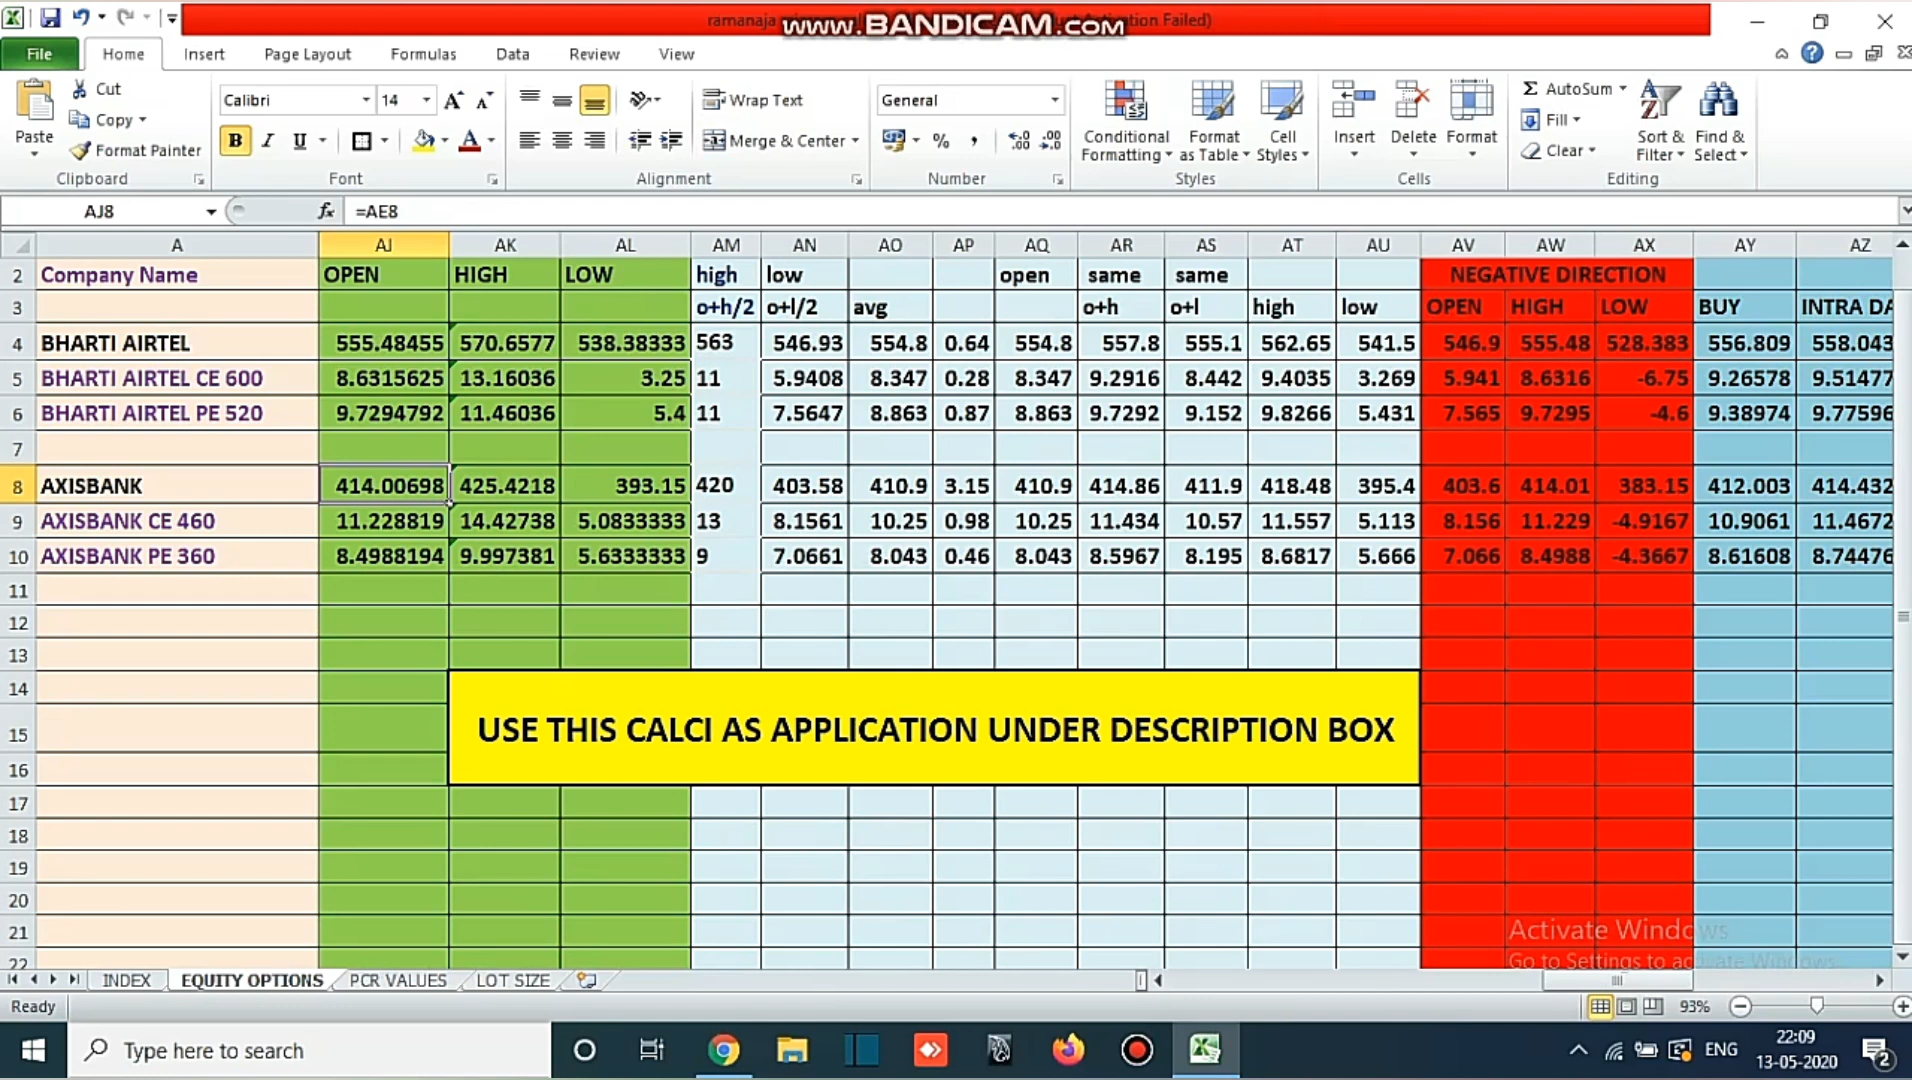 ramanaja
ation Failed)
www.BANDICAM.com
File Home Insert Page Layout Formulas Data Review View
Cut
Copy
Format Painter
Paste
Calibri 14
B I U
Wrap Text
Merge & Center
General
Conditional Formatting
Format as Table
Cell Styles
Insert Delete Format
AutoSum
Fill
Clear
Sort & Filter
Find & Select
Clipboard Font Alignment Number Styles Cells Editing
AJ8 fx =AE8
A AJ AK AL AM AN AO AP AQ AR AS AT AU AV AW AX AY AZ
2 Company Name OPEN HIGH LOW high low open same same NEGATIVE DIRECTION
3 o+h/2 o+l/2 avg o+h o+l high low OPEN HIGH LOW BUY INTRA DA
4 BHARTI AIRTEL 555.48455 570.6577 538.38333 563 546.93 554.8 0.64 554.8 557.8 555.1 562.65 541.5 546.9 555.48 528.383 556.809 558.043
5 BHARTI AIRTEL CE 600 8.6315625 13.16036 3.25 11 5.9408 8.347 0.28 8.347 9.2916 8.442 9.4035 3.269 5.941 8.6316 -6.75 9.26578 9.51477
6 BHARTI AIRTEL PE 520 9.7294792 11.46036 5.4 11 7.5647 8.863 0.87 8.863 9.7292 9.152 9.8266 5.431 7.565 9.7295 -4.6 9.38974 9.77596
7
8 AXISBANK 414.00698 425.4218 393.15 420 403.58 410.9 3.15 410.9 414.86 411.9 418.48 395.4 403.6 414.01 383.15 412.003 414.432
9 AXISBANK CE 460 11.228819 14.42738 5.0833333 13 8.1561 10.25 0.98 10.25 11.434 10.57 11.557 5.113 8.156 11.229 -4.9167 10.9061 11.4672
10 AXISBANK PE 360 8.4988194 9.997381 5.6333333 9 7.0661 8.043 0.46 8.043 8.5967 8.195 8.6817 5.666 7.066 8.4988 -4.3667 8.61608 8.74476
11
12
13
14
15
USE THIS CALCI AS APPLICATION UNDER DESCRIPTION BOX
16
17
18
19
20
21
22
Activate Windows
Go to Settings to activate Windows.
INDEX EQUITY OPTIONS PCR VALUES LOT SIZE
Ready 93%
Type here to search
ENG
22:09
13-05-2020
2